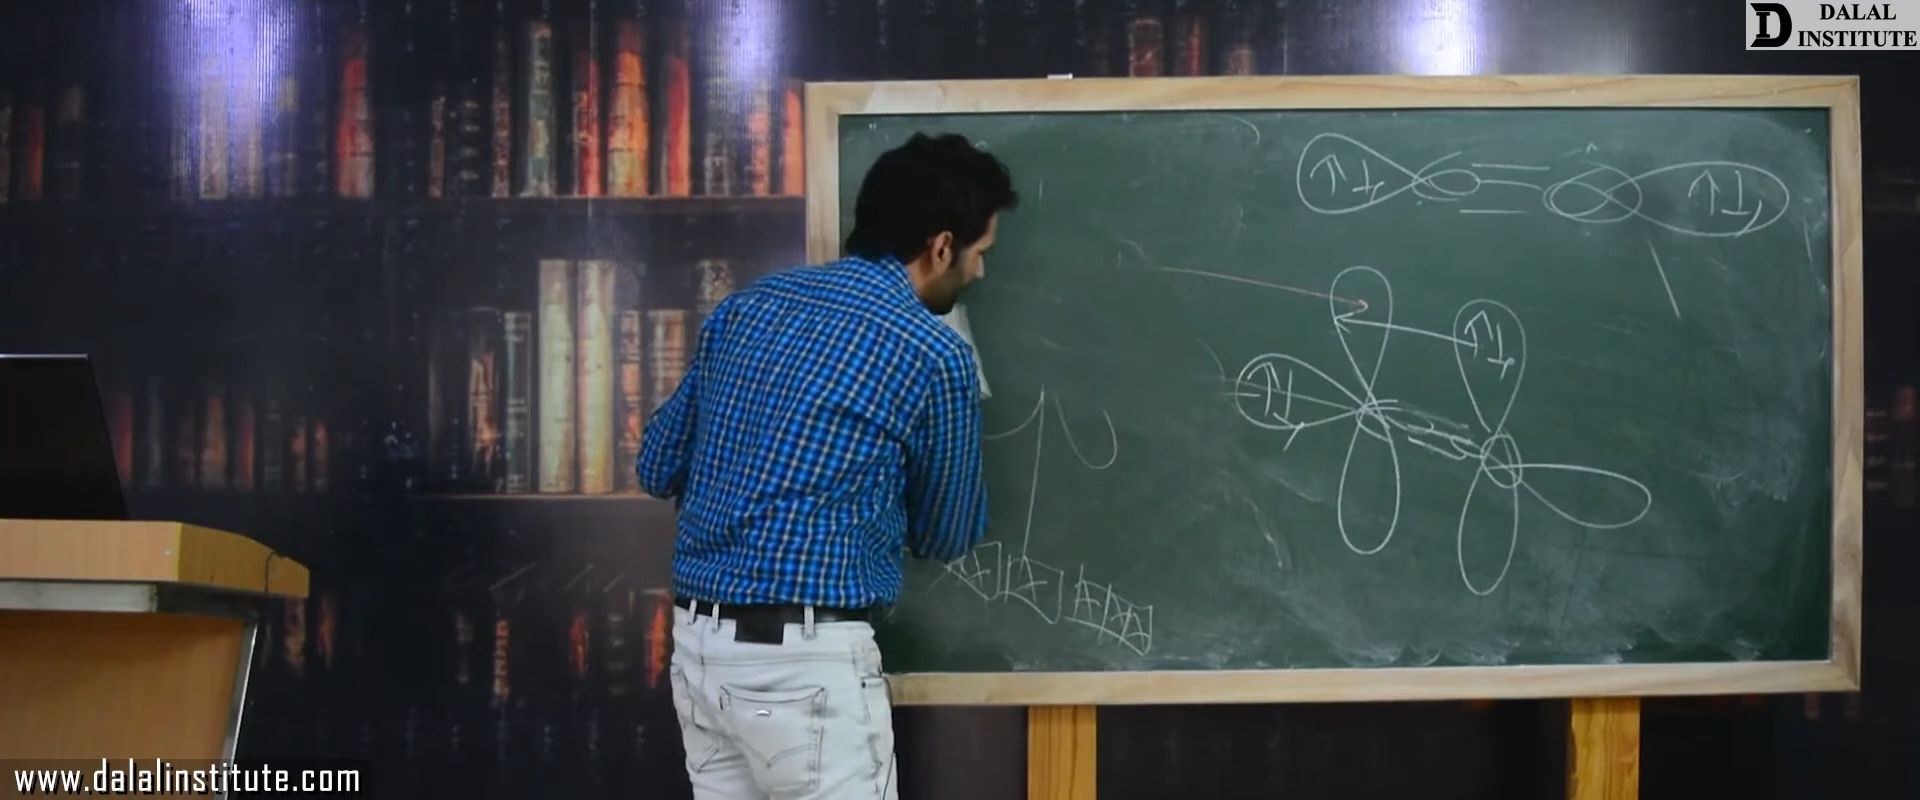 DALAL
INSTITUTE
↑↓ ↑↓
↑↓
↑↓
www.dalalinstitute.com